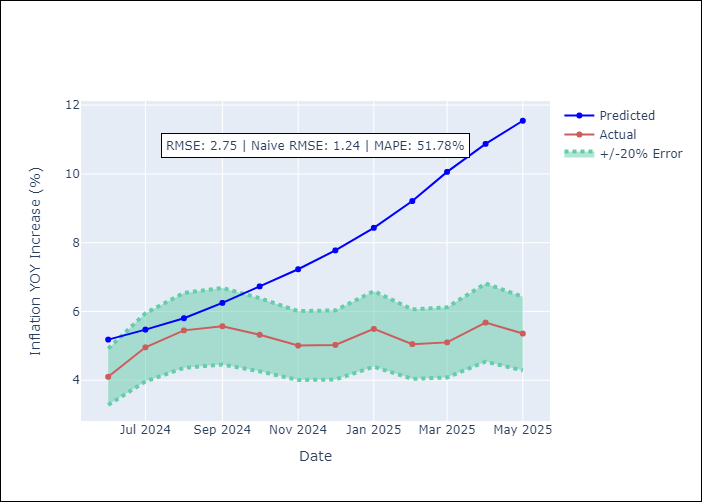 12
10
8
6
4
Inflation YOY Increase (%)
RMSE: 2.75 | Naive RMSE: 1.24 | MAPE: 51.78%
Predicted
Actual
+/-20% Error
Jul 2024 Sep 2024 Nov 2024 Jan 2025 Mar 2025 May 2025
Date